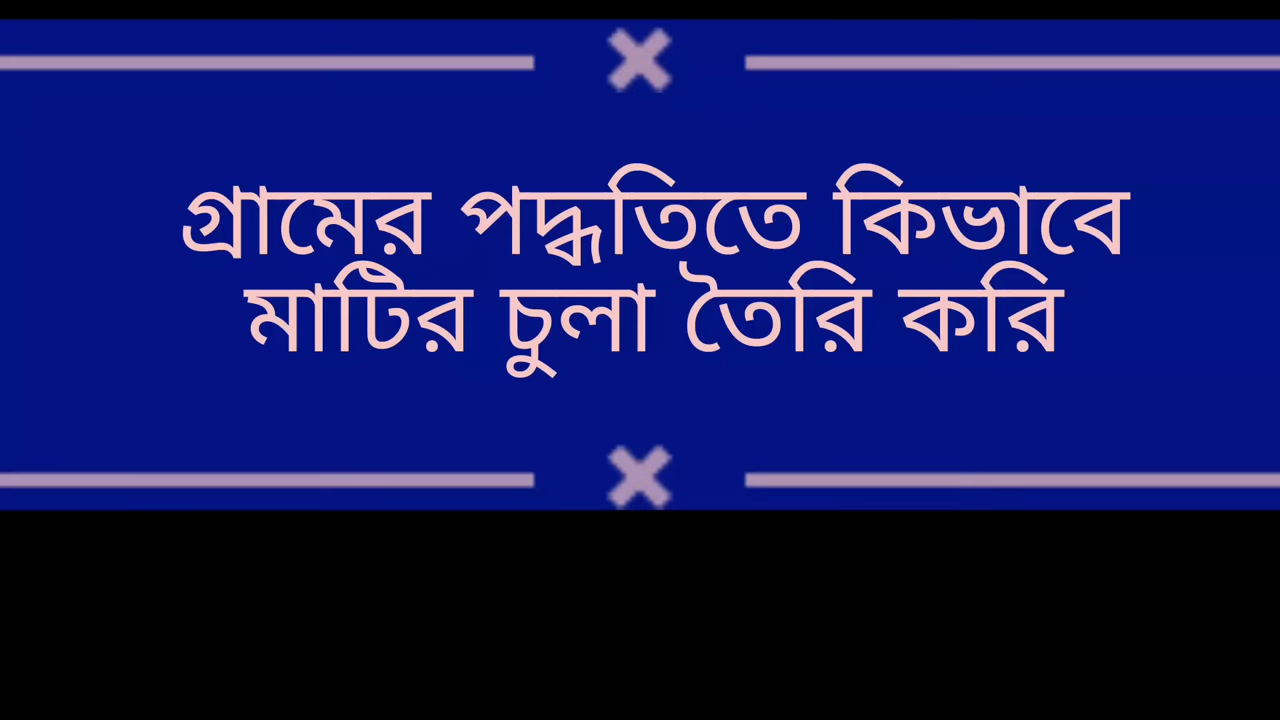 গ্রামের পদ্ধতিতে কিভাবে
মাটির চুলা তৈরি করি